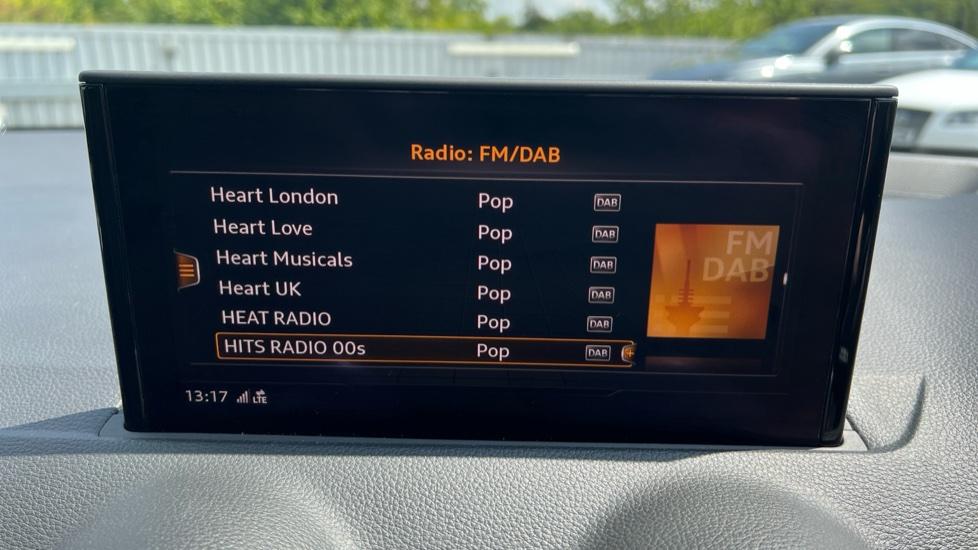 Radio: FM/DAB
Heart London Pop DAB
Heart Love Pop DAB
Heart Musicals Pop DAB
Heart UK Pop DAB
HEAT RADIO Pop DAB
HITS RADIO 00s Pop DAB
FM
DAB
13:17 LTE